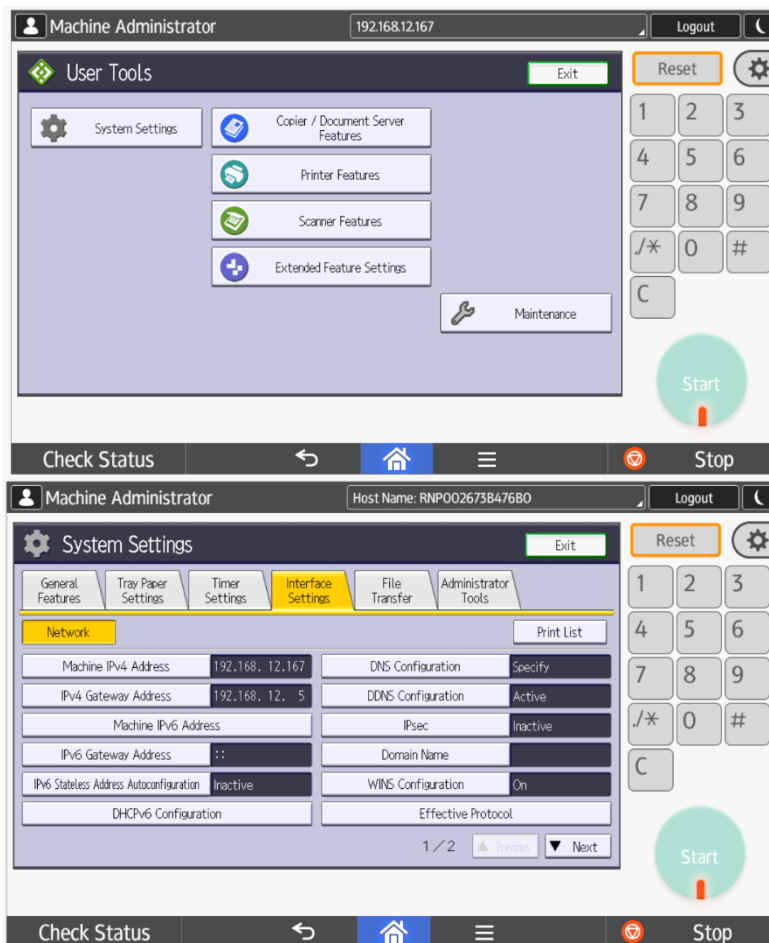 Machine Administrator
192.168.12.167
Logout
User Tools
Exit
Reset
System Settings
Copier / Document Server
Features
Printer Features
Scanner Features
Extended Feature Settings
Maintenance
1 2 3
4 5 6
7 8 9
./* 0 #
C
Start
Check Status
Stop
Machine Administrator
Host Name: RNP002673B476B0
Logout
System Settings
Exit
Reset
General
Features
Tray Paper
Settings
Timer
Settings
Interface
Settings
File
Transfer
Administrator
Tools
Network
Print List
Machine IPv4 Address 192.168. 12.167
DNS Configuration Specify
IPv4 Gateway Address 192.168. 12. 5
DDNS Configuration Active
Machine IPv6 Address
IPsec Inactive
IPv6 Gateway Address ::
Domain Name
IPv6 Stateless Address Autoconfiguration Inactive
WINS Configuration On
DHCPv6 Configuration
Effective Protocol
1/2 ▲ Previous ▼ Next
1 2 3
4 5 6
7 8 9
./* 0 #
C
Start
Check Status
Stop